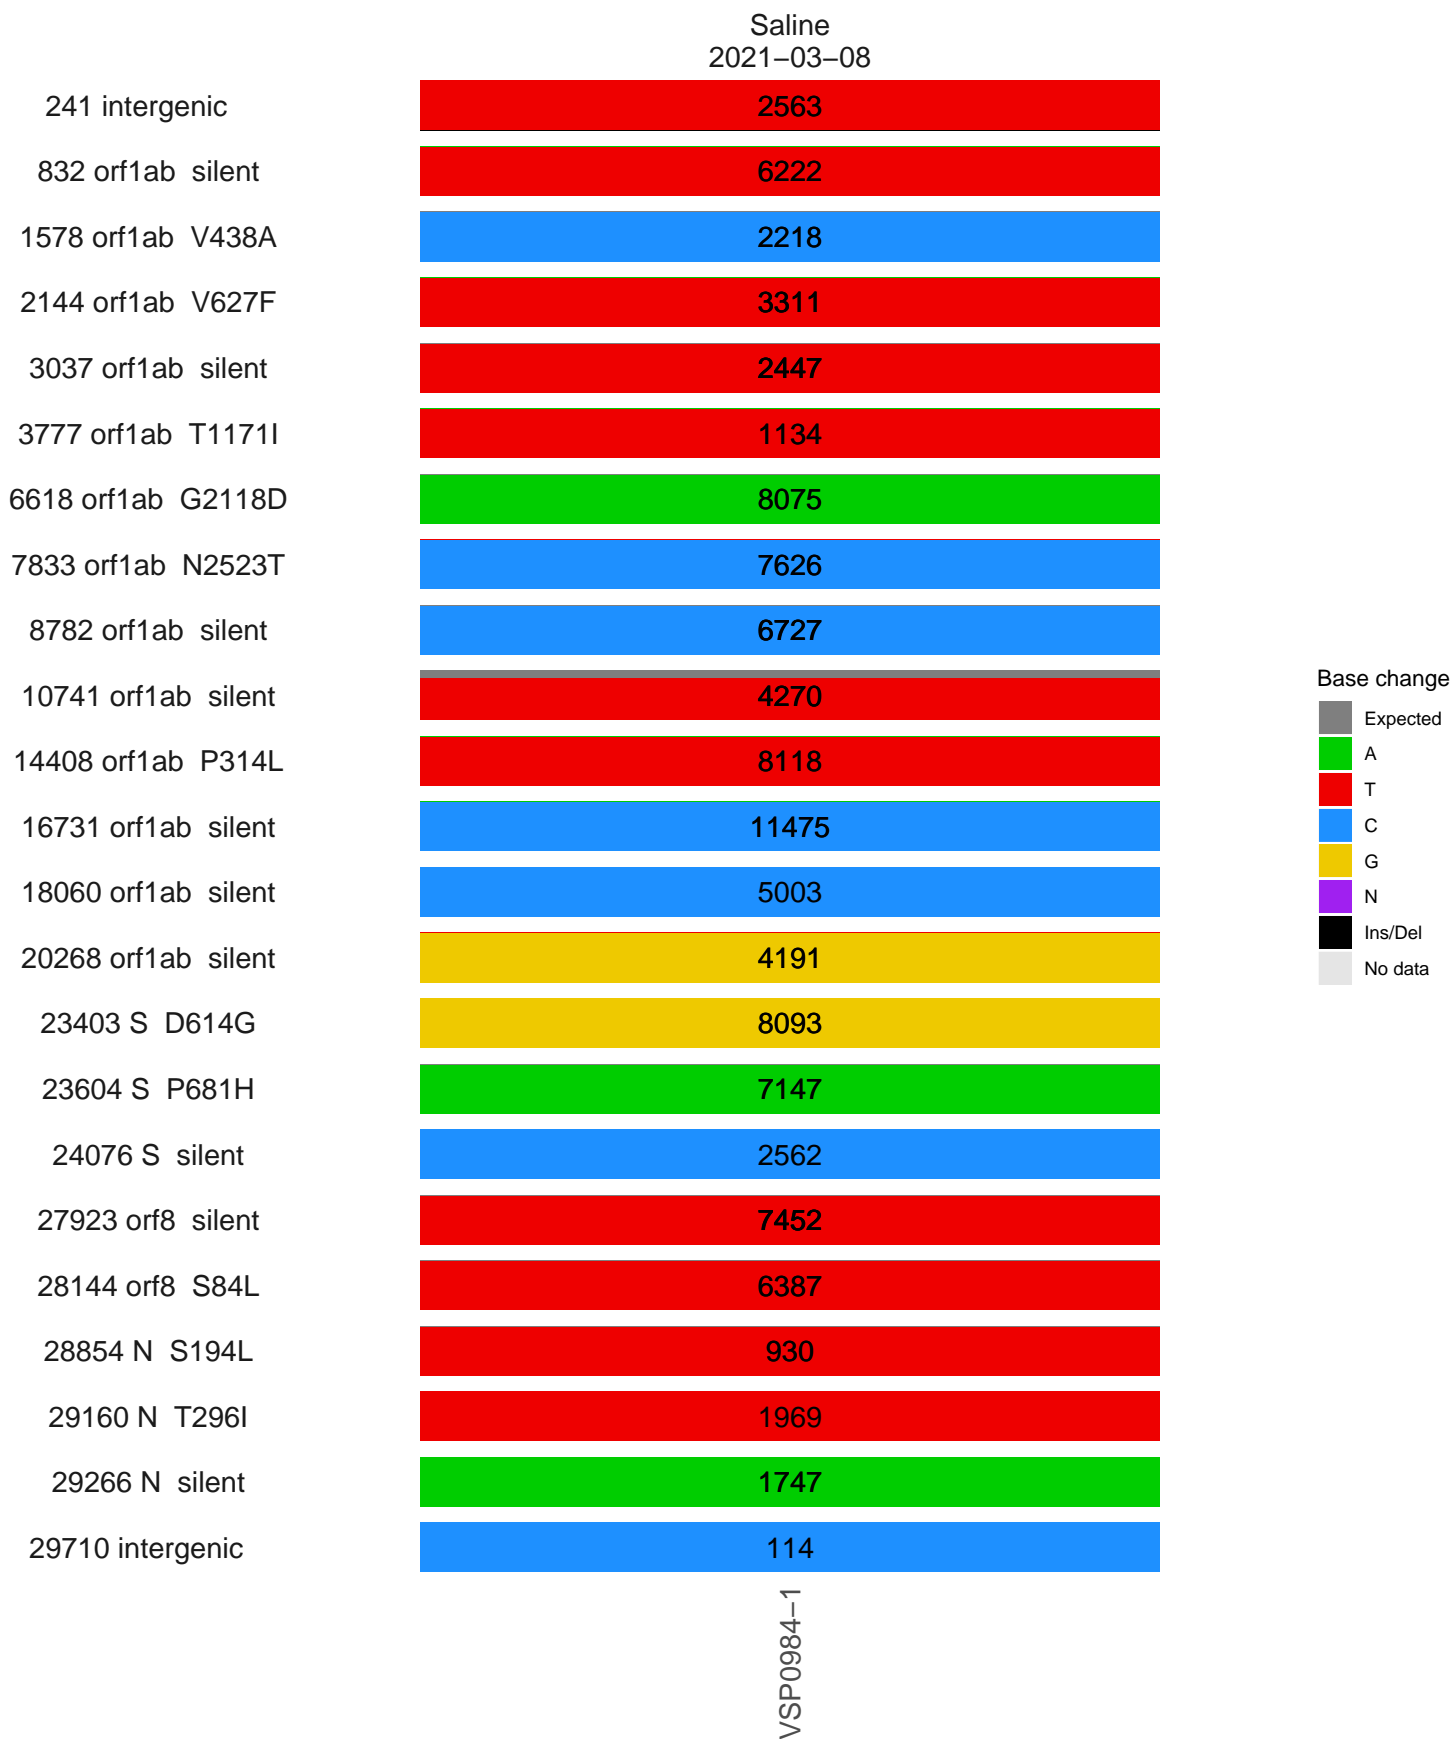 Saline
2021−03−08
241 intergenic 2563
832 orf1ab silent 6222
1578 orf1ab V438A 2218
2144 orf1ab V627F 3311
3037 orf1ab silent 2447
3777 orf1ab T1171I 1134
6618 orf1ab G2118D 8075
7833 orf1ab N2523T 7626
8782 orf1ab silent 6727
10741 orf1ab silent 4270
14408 orf1ab P314L 8118
16731 orf1ab silent 11475
18060 orf1ab silent 5003
20268 orf1ab silent 4191
23403 S D614G 8093
23604 S P681H 7147
24076 S silent 2562
27923 orf8 silent 7452
28144 orf8 S84L 6387
28854 N S194L 930
29160 N T296I 1969
29266 N silent 1747
29710 intergenic 114
VSP0984−1
Base change
Expected
A
T
C
G
N
Ins/Del
No data